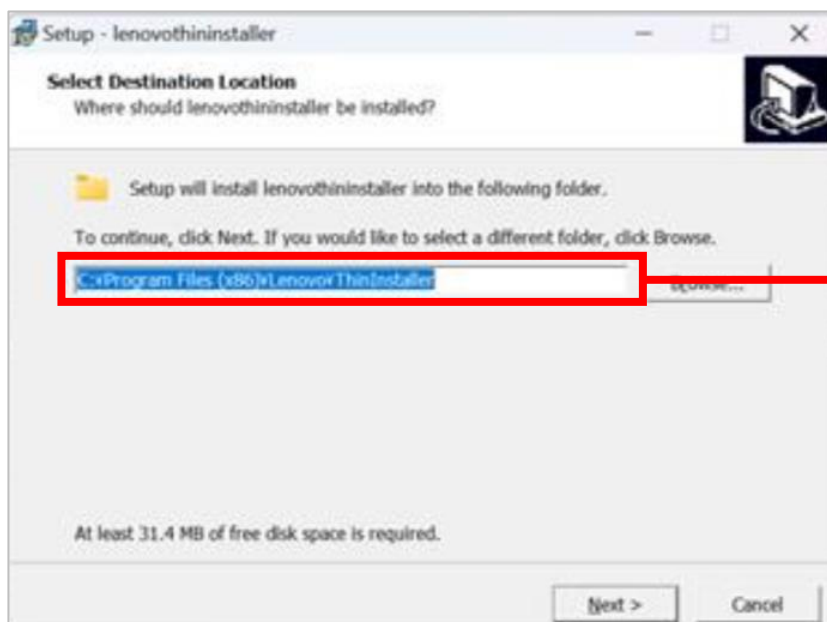 Setup - lenovothininstaller
Select Destination Location
Where should lenovothininstaller be installed?
Setup will install lenovothininstaller into the following folder.
To continue, click Next. If you would like to select a different folder, click Browse.
C:¥Program Files (x86)¥Lenovo¥ThinInstaller
Browse...
At least 31.4 MB of free disk space is required.
Next >
Cancel